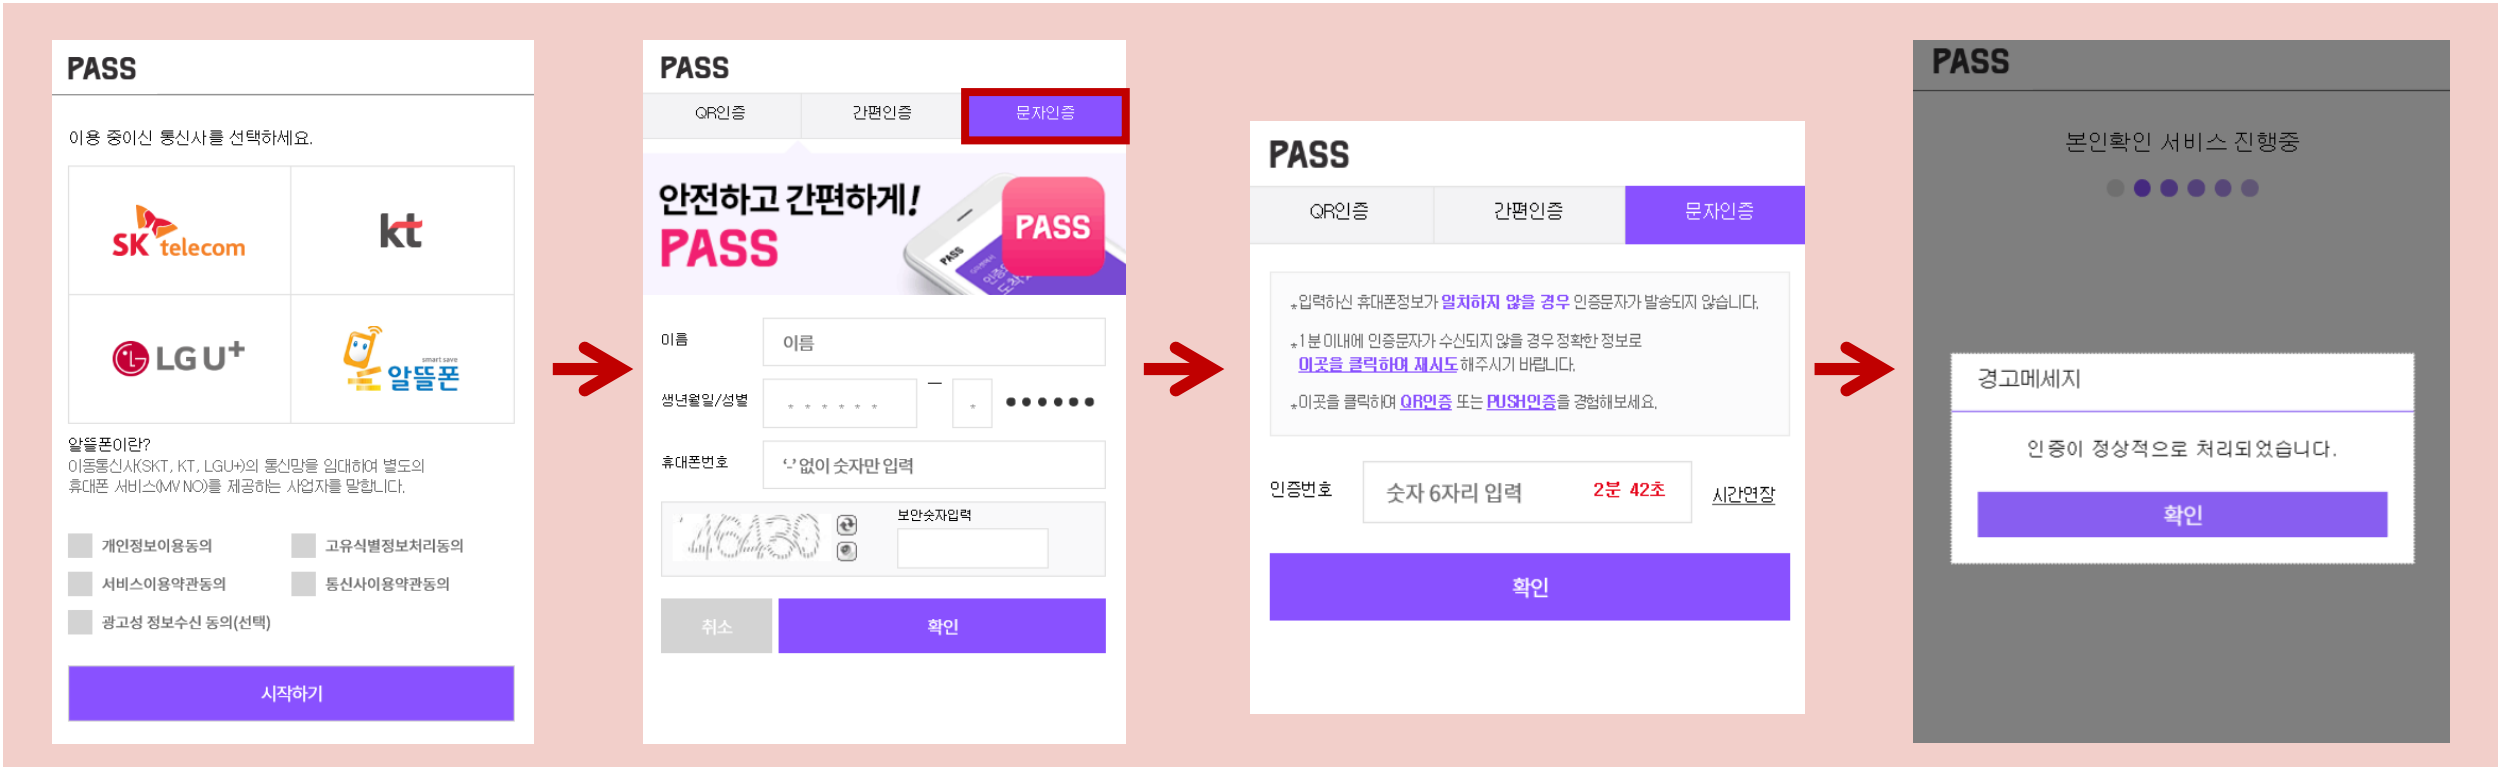 PASS
이용 중이신 통신사를 선택하세요.
SK telecom
kt
LG U+
smart save
알뜰폰
알뜰폰이란?
이동통신사(SKT, KT, LGU+)의 통신망을 임대하여 별도의
휴대폰 서비스(MVNO)를 제공하는 사업자를 말합니다.
개인정보이용동의
고유식별정보처리동의
서비스이용약관동의
통신사이용약관동의
광고성 정보수신 동의(선택)
시작하기
PASS
QR인증
간편인증
문자인증
안전하고 간편하게!
PASS
PASS
PASS
이름
이름
생년월일/성별
* * * * * *
—
*
●●●●●●
휴대폰번호
'-' 없이 숫자만 입력
46430
보안숫자입력
취소
확인
PASS
QR인증
간편인증
문자인증
*입력하신 휴대폰정보가 일치하지 않을 경우 인증문자가 발송되지 않습니다.
*1분 이내에 인증문자가 수신되지 않을 경우 정확한 정보로
이곳을 클릭하여 재시도 해주시기 바랍니다.
*이곳을 클릭하여 QR인증 또는 PUSH인증을 경험해보세요.
인증번호
숫자 6자리 입력
2분 42초
시간연장
확인
PASS
본인확인 서비스 진행중
경고메세지
인증이 정상적으로 처리되었습니다.
확인